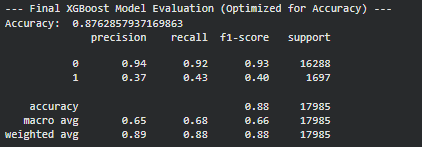 --- Final XGBoost Model Evaluation (Optimized for Accuracy) ---
Accuracy: 0.8762857937169863
precision recall f1-score support
0 0.94 0.92 0.93 16288
1 0.37 0.43 0.40 1697
accuracy 0.88 17985
macro avg 0.65 0.68 0.66 17985
weighted avg 0.89 0.88 0.88 17985